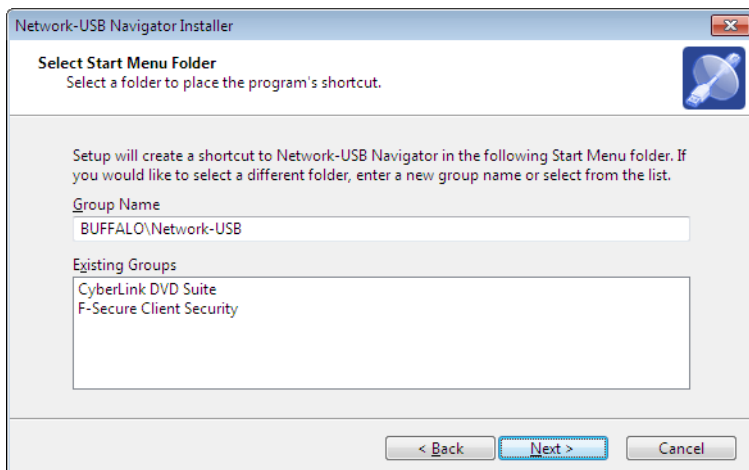 Network-USB Navigator Installer
Select Start Menu Folder
Select a folder to place the program's shortcut.
Setup will create a shortcut to Network-USB Navigator in the following Start Menu folder. If
you would like to select a different folder, enter a new group name or select from the list.
Group Name
BUFFALO\Network-USB
Existing Groups
CyberLink DVD Suite
F-Secure Client Security
< Back Next > Cancel